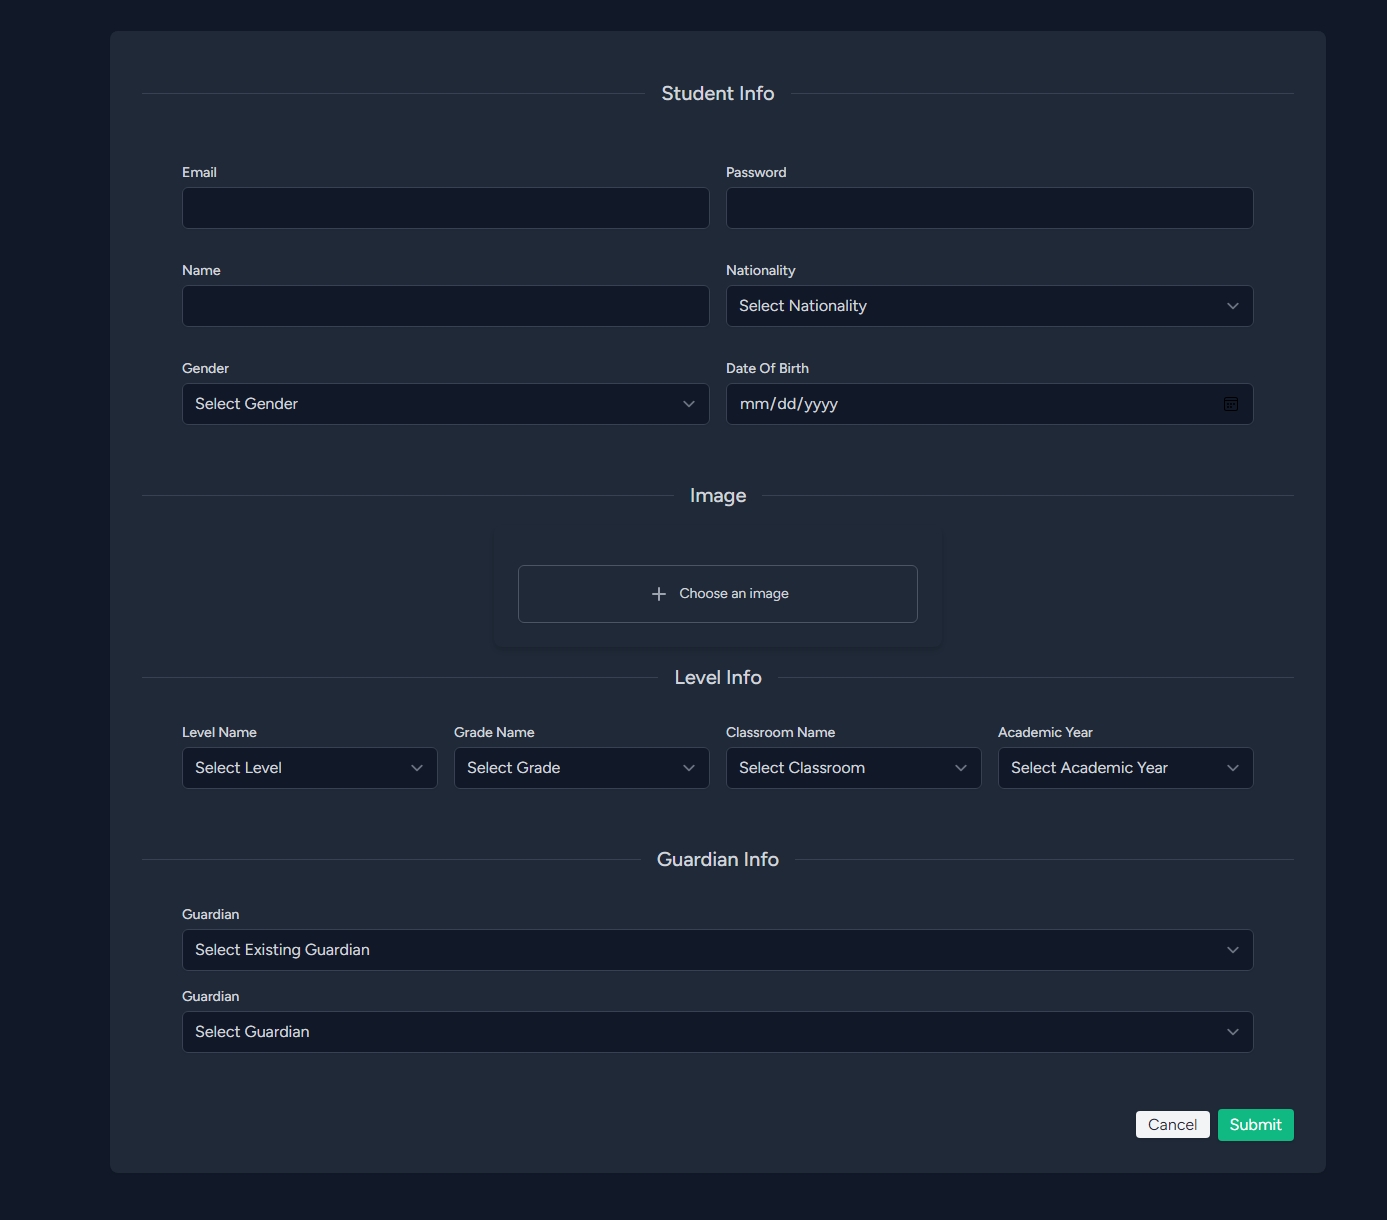 Student Info
Email Password
Name Nationality
Select Nationality
Gender Date Of Birth
Select Gender mm/dd/yyyy
Image
Choose an image
Level Info
Level Name Grade Name Classroom Name Academic Year
Select Level Select Grade Select Classroom Select Academic Year
Guardian Info
Guardian
Select Existing Guardian
Guardian
Select Guardian
Cancel Submit